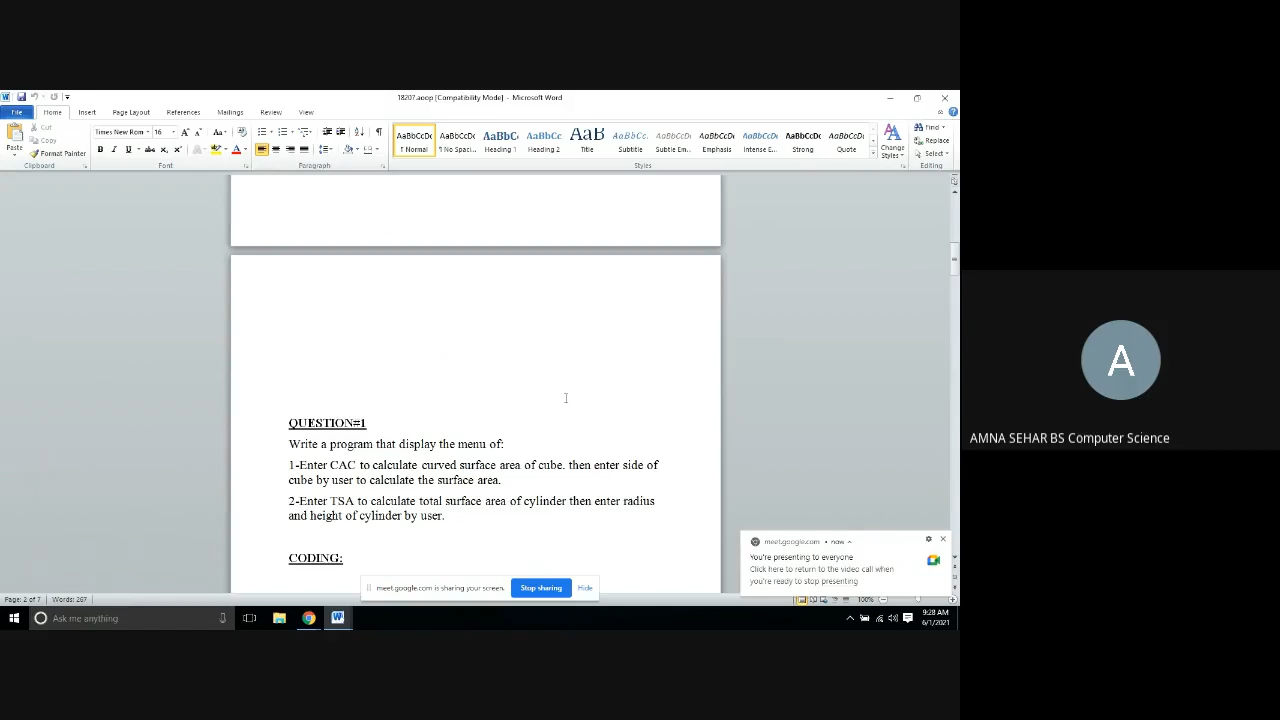 18207.aoop [Compatibility Mode] - Microsoft Word
File Home Insert Page Layout References Mailings Review View
Cut
Copy
Format Painter
Paste
Clipboard
Times New Rom 16
Font
Paragraph
AaBbCcDc AaBbCcDc AaBbC AaBbCc AaB AaBbCc. AaBbCcDc AaBbCcDc AaBbCcDc AaBbCcDc AaBbCcDc
¶ Normal ¶ No Spaci... Heading 1 Heading 2 Title Subtitle Subtle Em... Emphasis Intense E... Strong Quote
Styles
Change
Styles
Find
Replace
Select
Editing
QUESTION#1
Write a program that display the menu of:
1-Enter CAC to calculate curved surface area of cube. then enter side of
cube by user to calculate the surface area.
2-Enter TSA to calculate total surface area of cylinder then enter radius
and height of cylinder by user.
CODING:
meet.google.com • now
You're presenting to everyone
Click here to return to the video call when
you're ready to stop presenting
meet.google.com is sharing your screen. Stop sharing Hide
Page: 2 of 7 Words: 267
100%
Ask me anything
9:28 AM
6/1/2021
A
AMNA SEHAR BS Computer Science